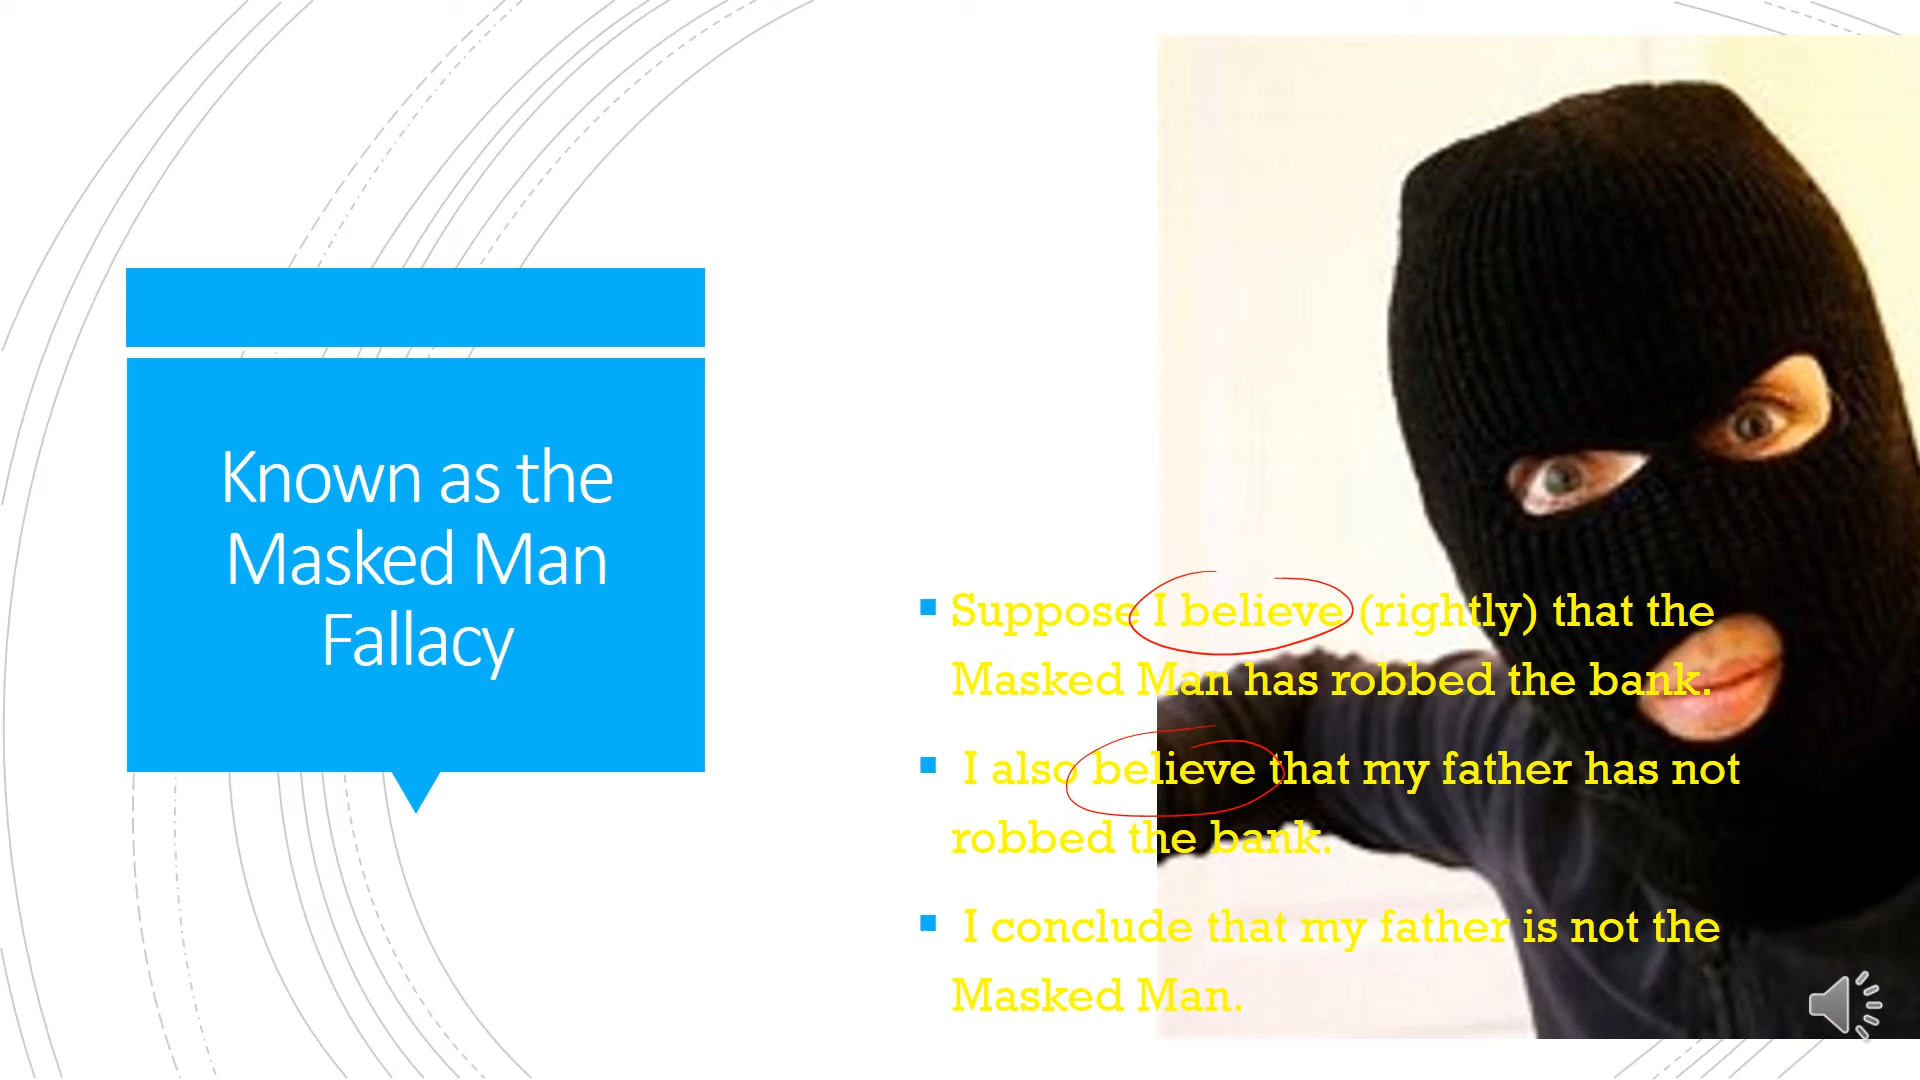 Known as the
Masked Man
Fallacy
Suppose I believe (rightly) that the
Masked Man has robbed the bank.
I also believe that my father has not
robbed the bank.
I conclude that my father is not the
Masked Man.